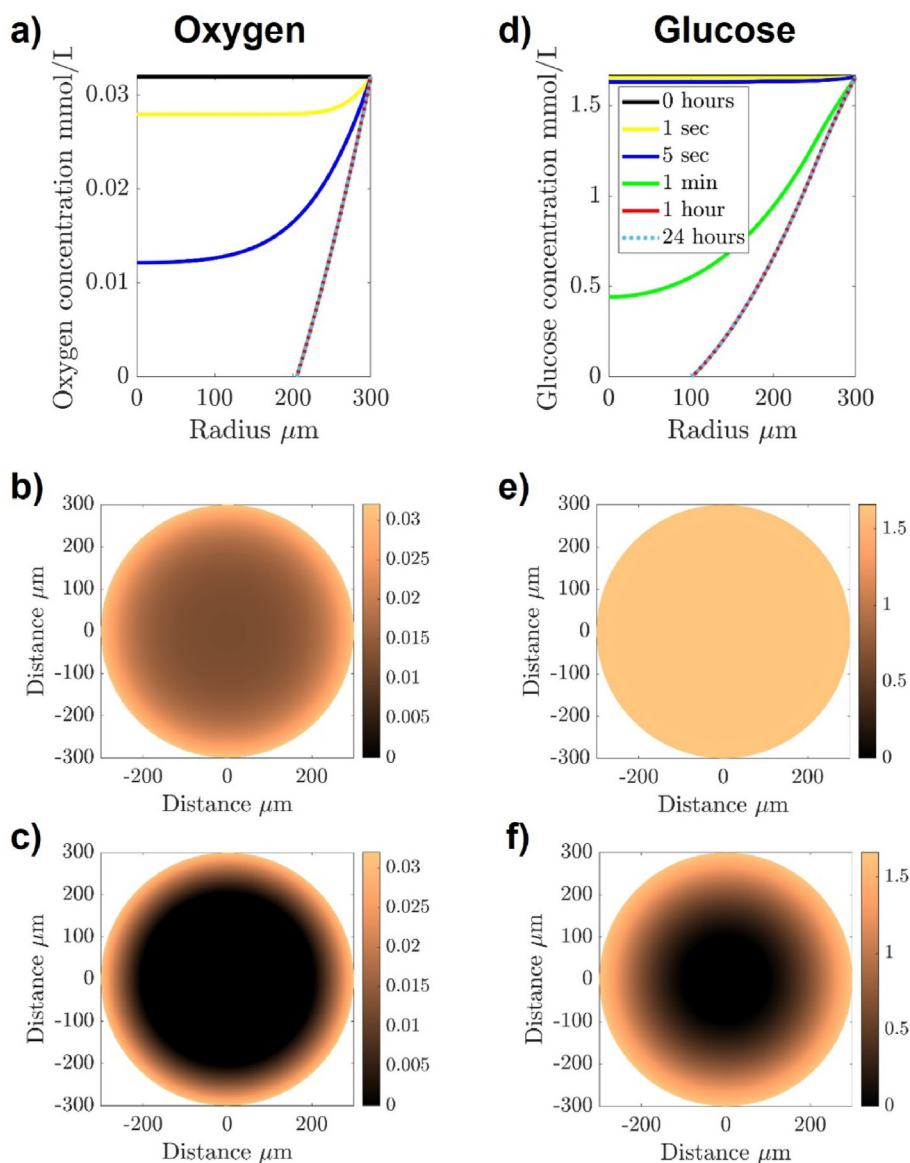 a)
Oxygen
Oxygen concentration mmol/L
0.03
0.02
0.01
0
0 100 200 300
Radius μm
d)
Glucose
Glucose concentration mmol/L
1.5
1
0.5
0
0 hours
1 sec
5 sec
1 min
1 hour
24 hours
0 100 200 300
Radius μm
b)
Distance μm
300
200
100
0
-100
-200
-300
-200 0 200
Distance μm
0.03
0.025
0.02
0.015
0.01
0.005
0
e)
Distance μm
300
200
100
0
-100
-200
-300
-200 0 200
Distance μm
1.5
1
0.5
0
c)
Distance μm
300
200
100
0
-100
-200
-300
-200 0 200
Distance μm
0.03
0.025
0.02
0.015
0.01
0.005
0
f)
Distance μm
300
200
100
0
-100
-200
-300
-200 0 200
Distance μm
1.5
1
0.5
0